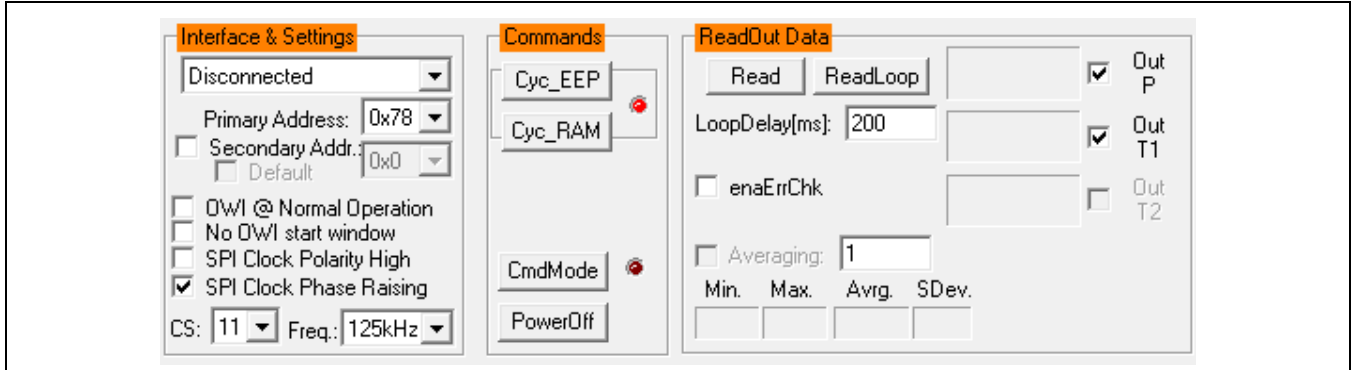 Interface & Settings
Disconnected
Primary Address: 0x78
Secondary Addr.: 0x0
Default
OWI @ Normal Operation
No OWI start window
SPI Clock Polarity High
SPI Clock Phase Raising
CS: 11 Freq.: 125kHz
Commands
Cyc_EEP
Cyc_RAM
CmdMode
PowerOff
ReadOut Data
Read ReadLoop
LoopDelay[ms]: 200
enaErrChk
Averaging: 1
Min. Max. Avrg. SDev.
Out
P
Out
T1
Out
T2